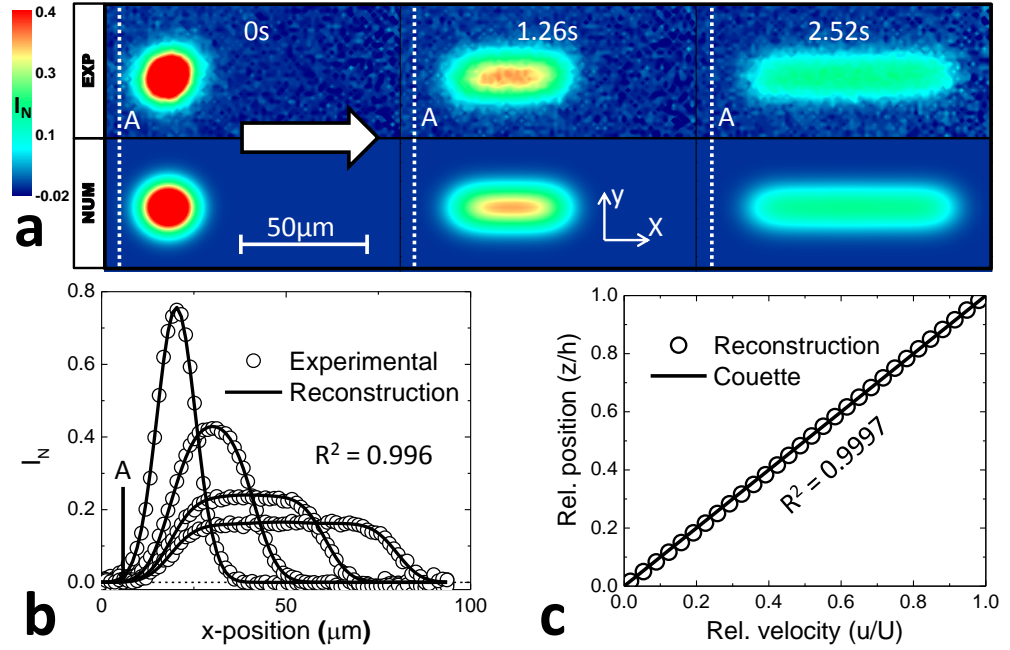 0.4
0.3
0.1
-0.02
I_N
EXP
NUM
0s
1.26s
2.52s
A
A
A
50μm
y
X
a
0.8
0.6
0.4
0.2
0.0
I_N
Experimental
Reconstruction
R² = 0.996
A
0
50
100
x-position (μm)
b
1.0
0.8
0.6
0.4
0.2
0.0
Rel. position (z/h)
Reconstruction
Couette
R² = 0.9997
0.0
0.2
0.4
0.6
0.8
1.0
Rel. velocity (u/U)
c